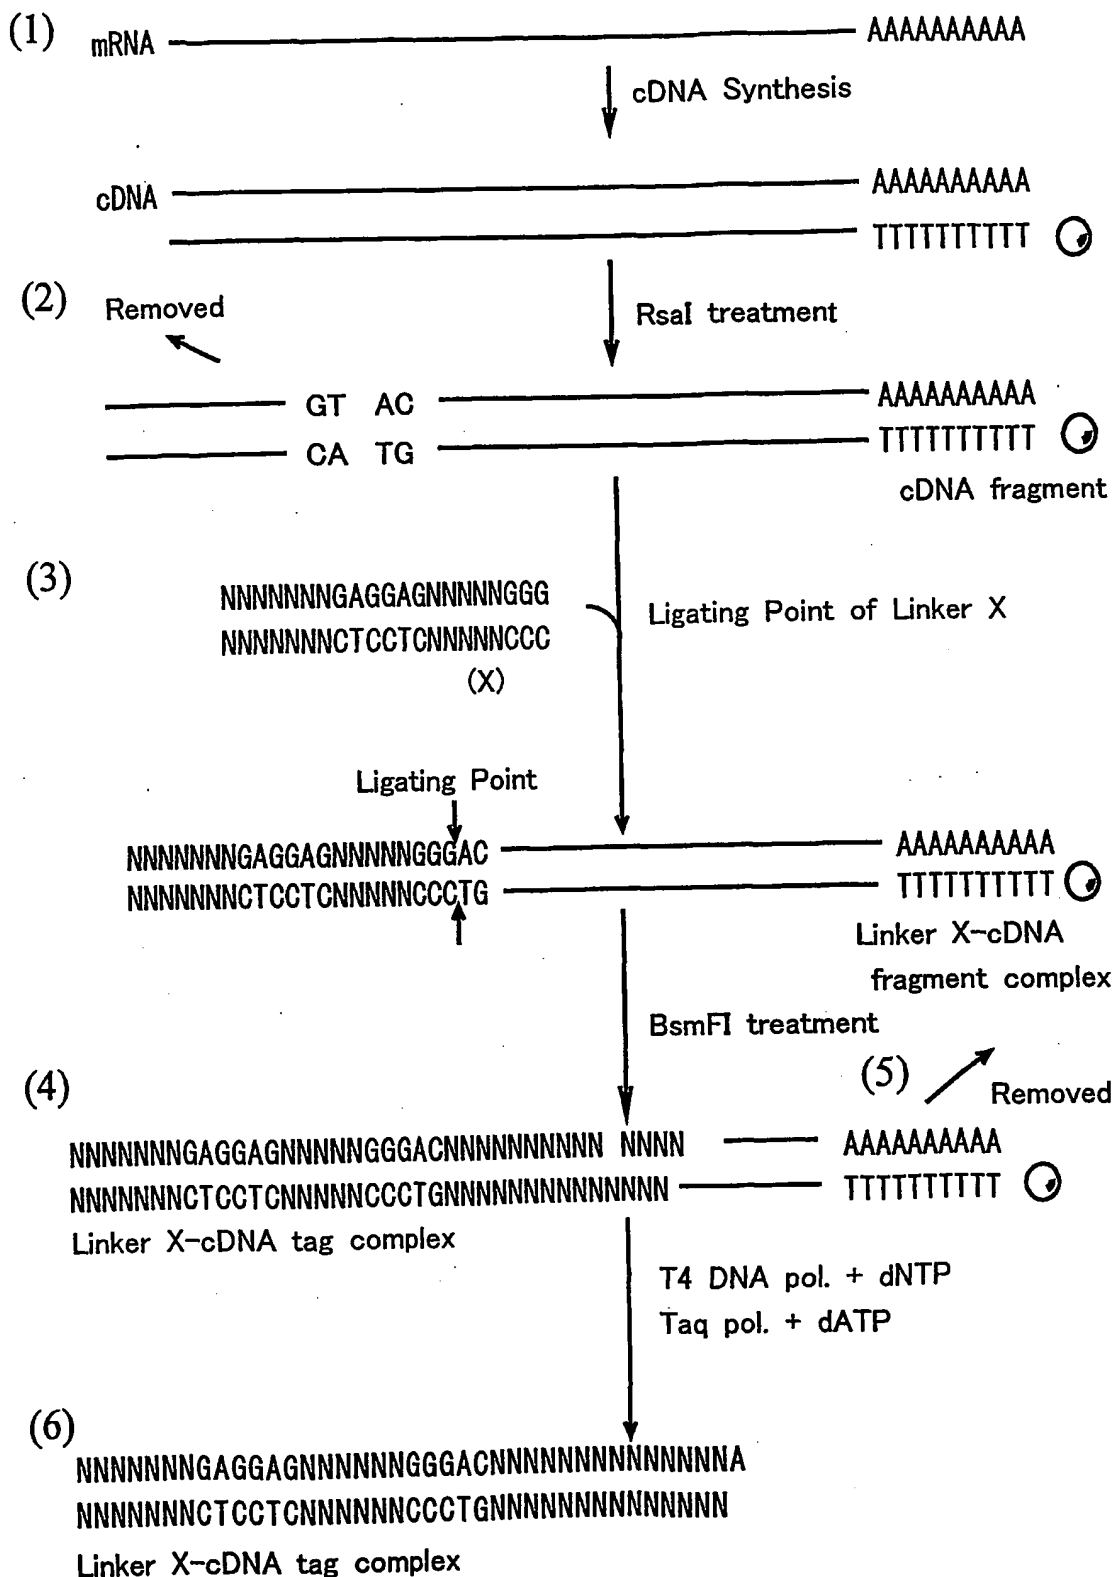 (1)
mRNA AAAAAAAAAA
cDNA Synthesis
cDNA AAAAAAAAAA
TTTTTTTTTT
(2)
Removed
RsaI treatment
GT AC AAAAAAAAAA
CA TG TTTTTTTTTT
cDNA fragment
(3)
NNNNNNNGAGGAGNNNNNGGG
NNNNNNNCTCCTCNNNNNCCC
(X)
Ligating Point of Linker X
Ligating Point
NNNNNNNGAGGAGNNNNNGGGAC AAAAAAAAAA
NNNNNNNCTCCTCNNNNNCCCTG TTTTTTTTTT
Linker X-cDNA
fragment complex
BsmFI treatment
(4)
(5)
Removed
NNNNNNNGAGGAGNNNNNGGGACNNNNNNNNNN NNNN AAAAAAAAAA
NNNNNNNCTCCTCNNNNNCCCTGNNNNNNNNNNNNNN TTTTTTTTTT
Linker X-cDNA tag complex
T4 DNA pol. + dNTP
Taq pol. + dATP
(6)
NNNNNNNGAGGAGNNNNNNGGGACNNNNNNNNNNNNNNA
NNNNNNNCTCCTCNNNNNNCCCTGNNNNNNNNNNNNNN
Linker X-cDNA tag complex